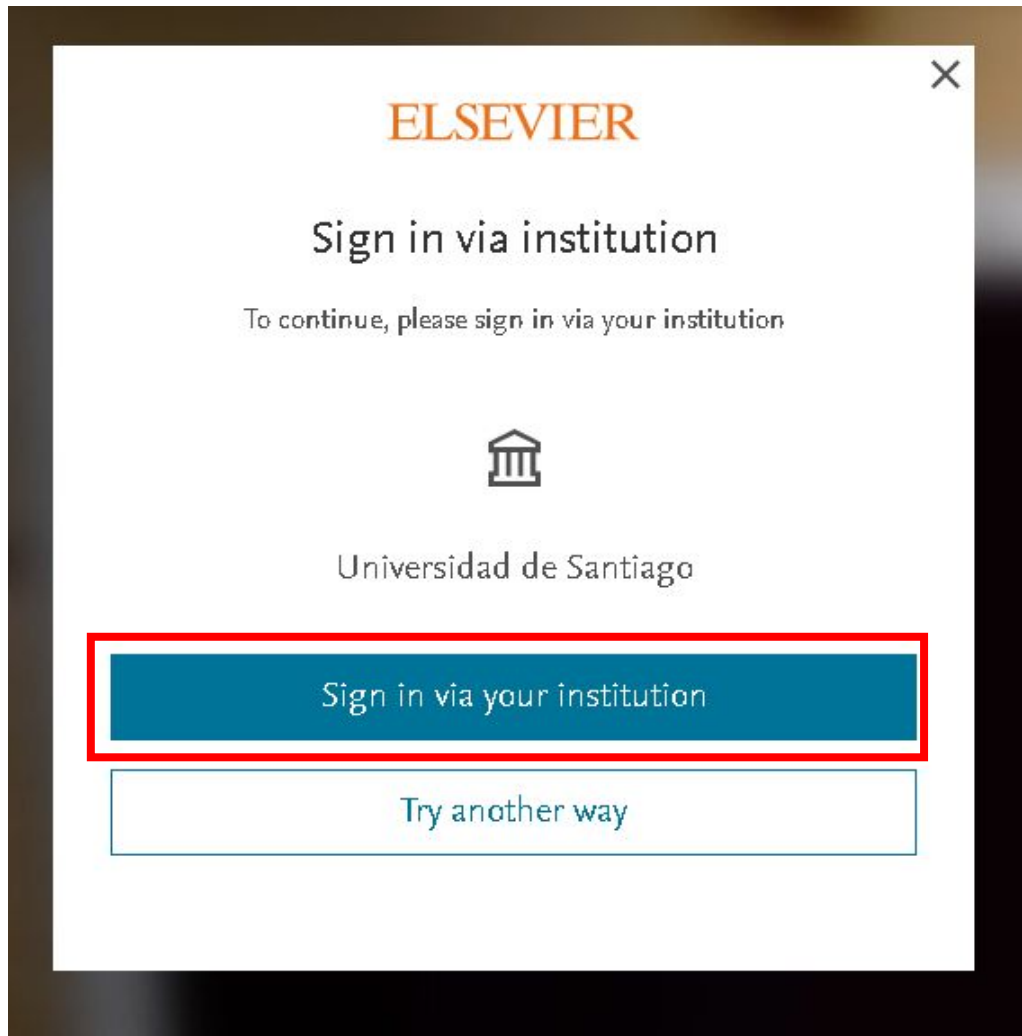 ELSEVIER
Sign in via institution
To continue, please sign in via your institution
Universidad de Santiago
Sign in via your institution
Try another way